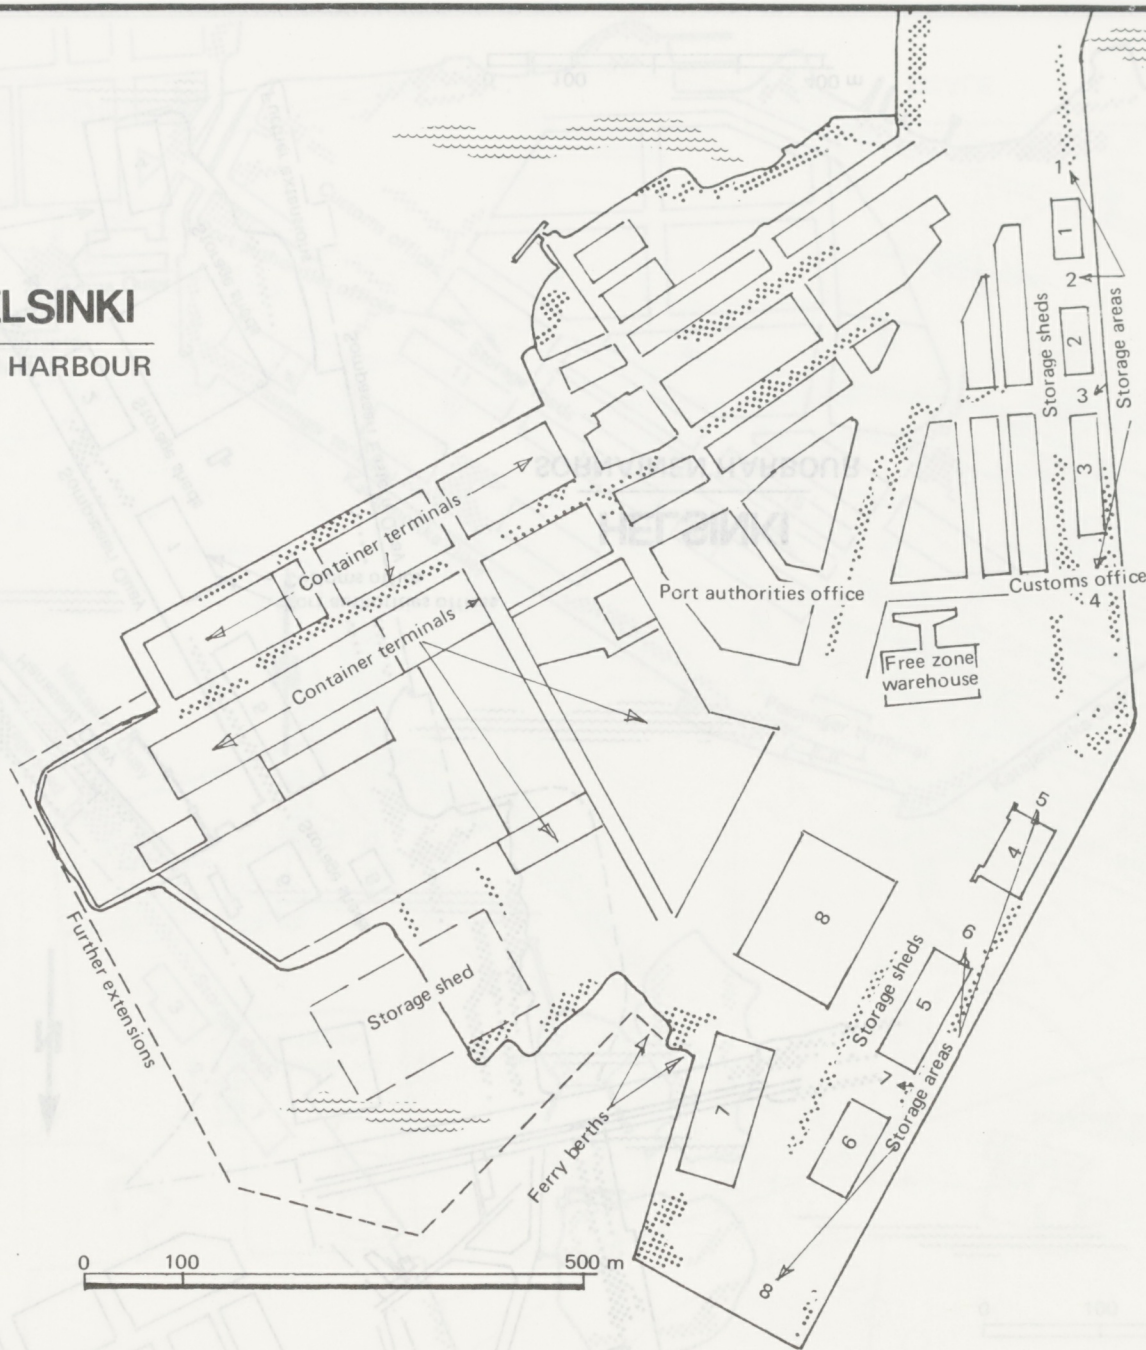 ELSINKI
HARBOUR
1
1
2
2
3
3
4
Storage sheds
Storage areas
Container terminals
Container terminals
Port authorities office
Customs office
Free zone
warehouse
5
4
6
5
7
6
8
7
8
Storage sheds
Storage areas
Storage shed
Further extensions
Ferry berths
0 100 500 m